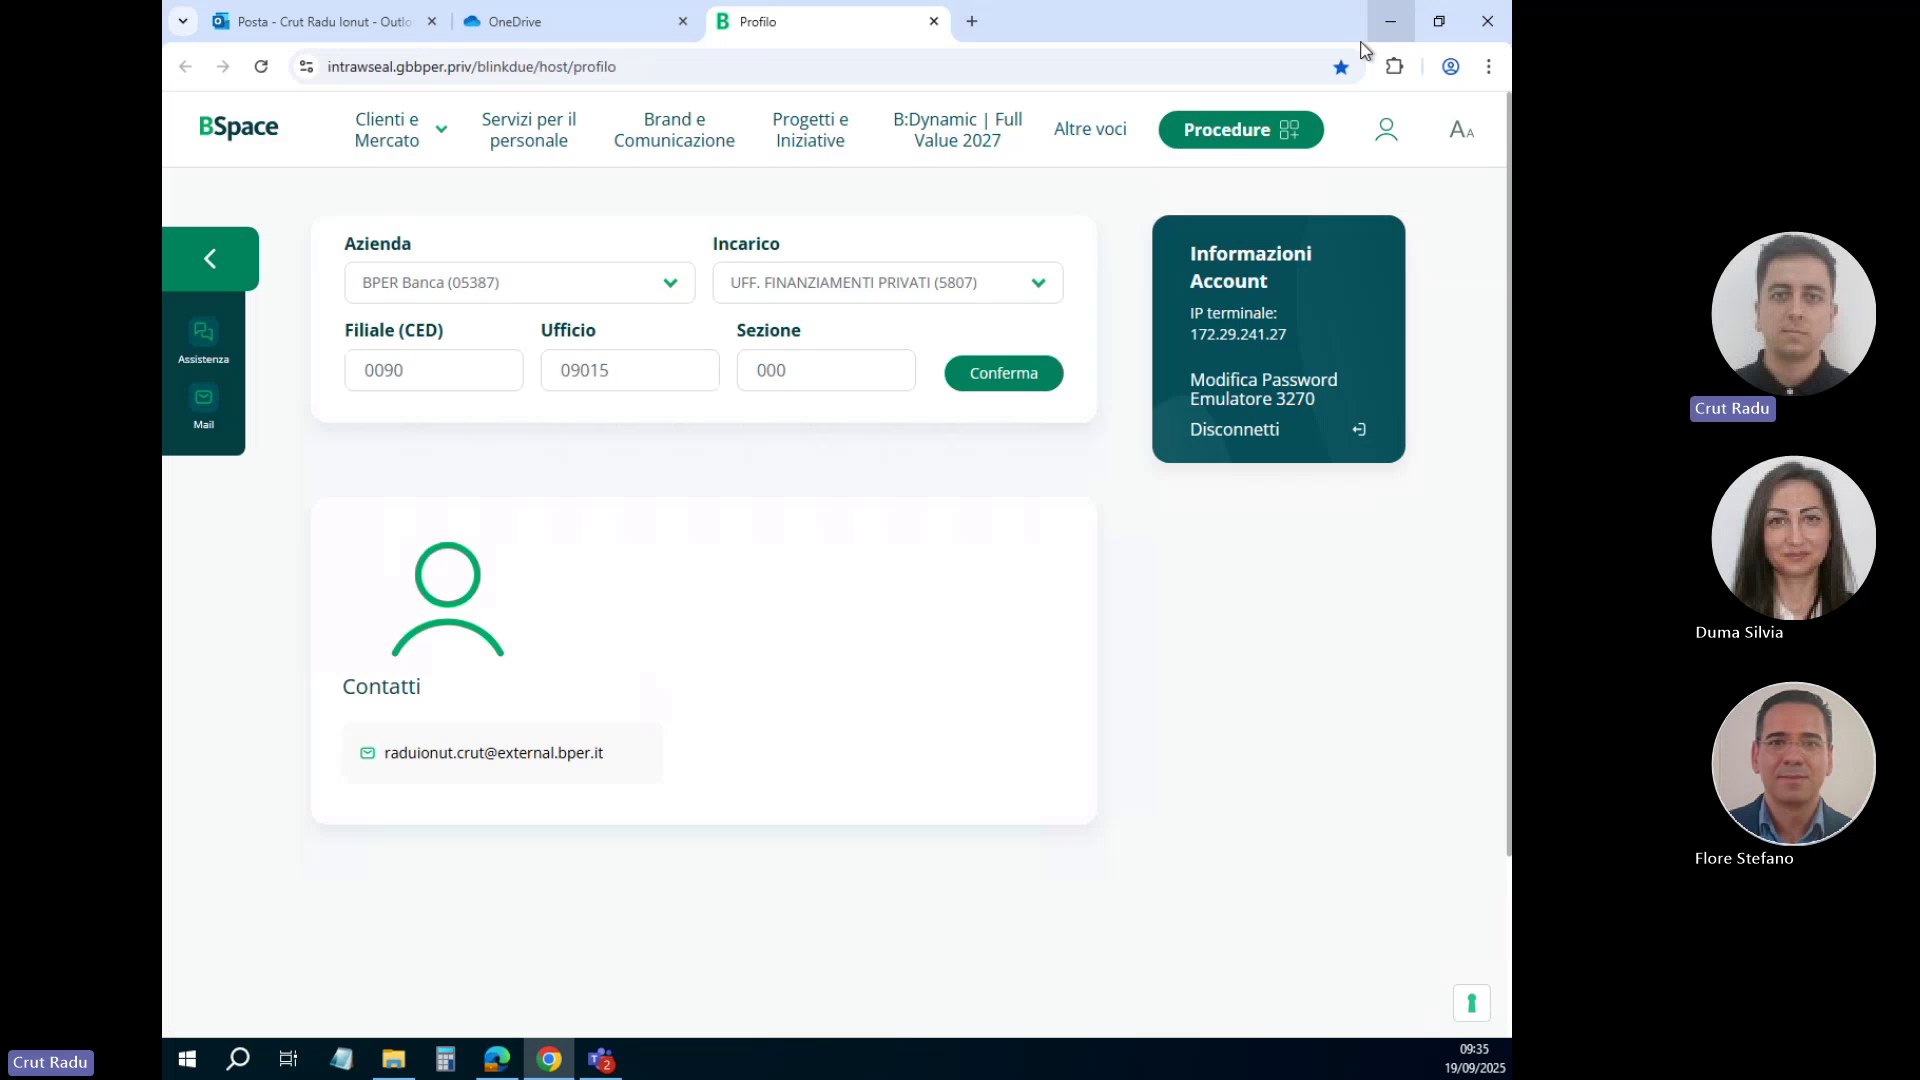 Posta - Crut Radu Ionut - Outlo
OneDrive
Profilo
intrawseal.gbbper.priv/blinkdue/host/profilo
BSpace
Clienti e
Mercato
Servizi per il
personale
Brand e
Comunicazione
Progetti e
Iniziative
B:Dynamic | Full
Value 2027
Altre voci
Procedure
AA
Assistenza
Mail
Azienda
BPER Banca (05387)
Incarico
UFF. FINANZIAMENTI PRIVATI (5807)
Filiale (CED)
0090
Ufficio
09015
Sezione
000
Conferma
Informazioni
Account
IP terminale:
172.29.241.27
Modifica Password
Emulatore 3270
Disconnetti
Contatti
raduionut.crut@external.bper.it
Crut Radu
Duma Silvia
Flore Stefano
Crut Radu
2
09:35
19/09/2025